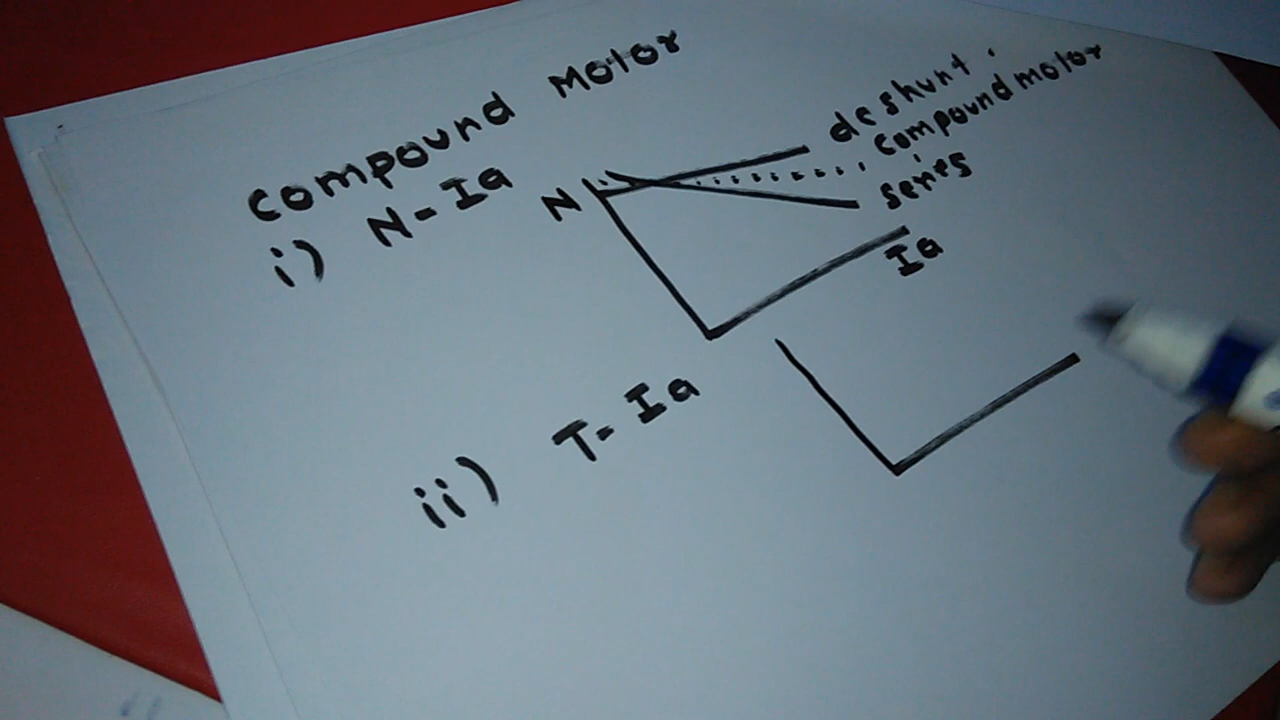 Compound Motor
i) N-Ia
N
dc shunt.
Compound motor
series
Ia
ii) T-Ia